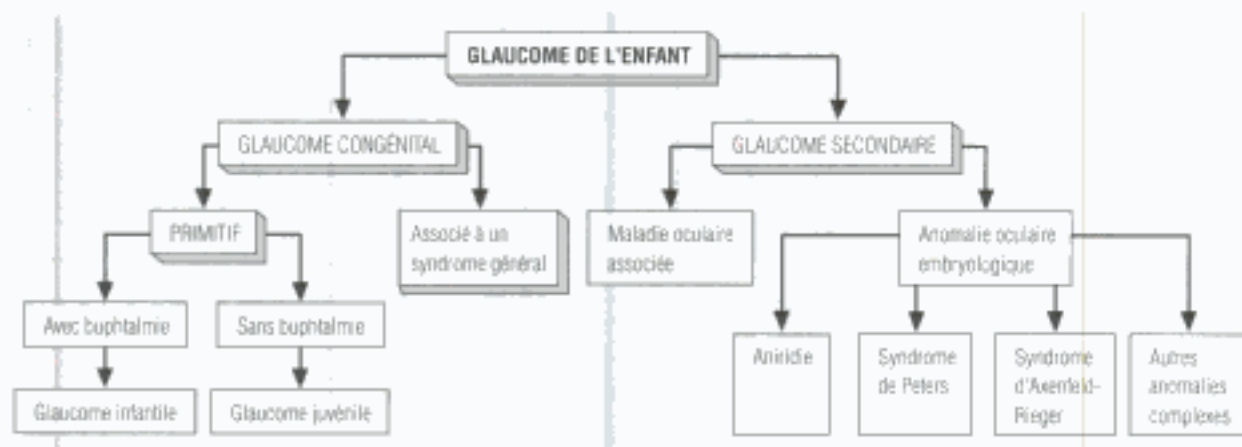 GLAUCOME DE L'ENFANT
GLAUCOME CONGÉNITAL
GLAUCOME SECONDAIRE
PRIMITIF
Associé à un
syndrome général
Maladie oculaire
associée
Anomalie oculaire
embryologique
Avec buphtalmie
Sans buphtalmie
Glaucome infantile
Glaucome juvénile
Aniridie
Syndrome
de Peters
Syndrome
d'Axenfeld-
Rieger
Autres
anomalies
complexes